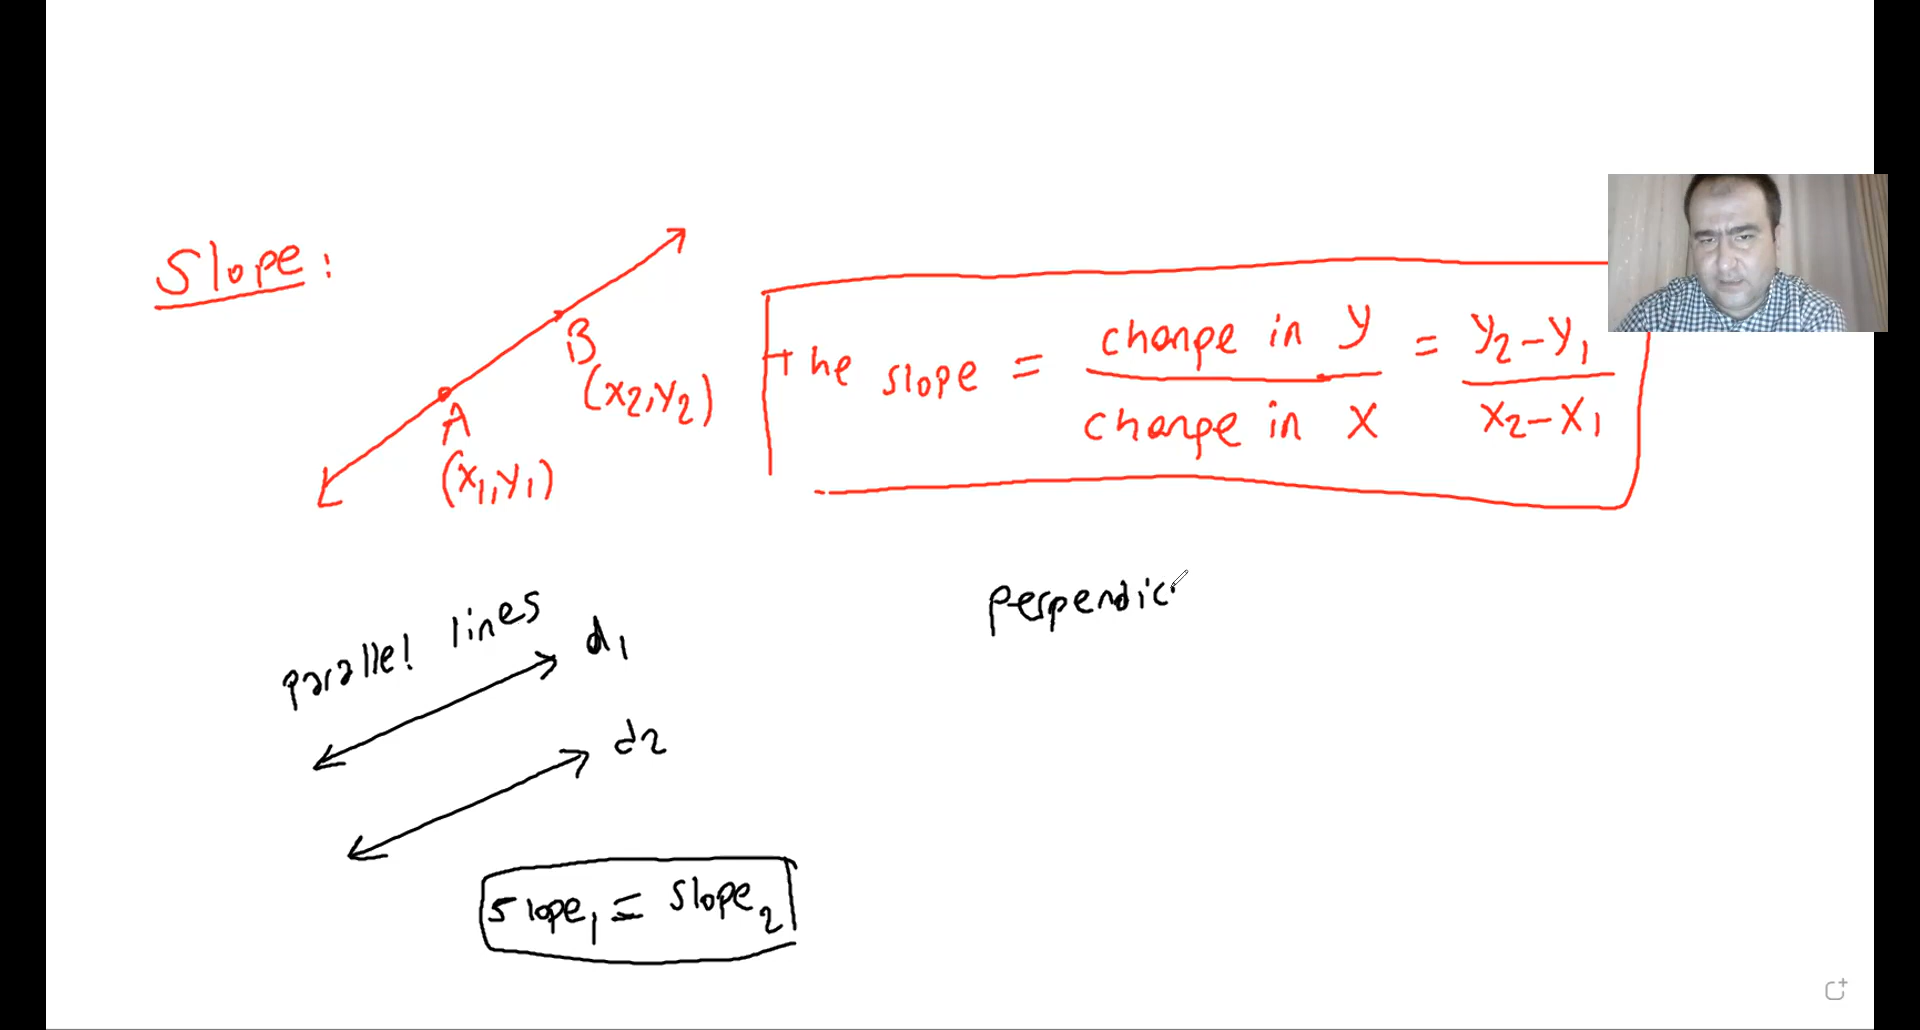 Slope:
B
(x2,y2)
A
(x1,y1)
The slope = change in y / change in x = y2-y1 / x2-x1
parallel lines
d1
d2
slope1 = slope2
perpendic